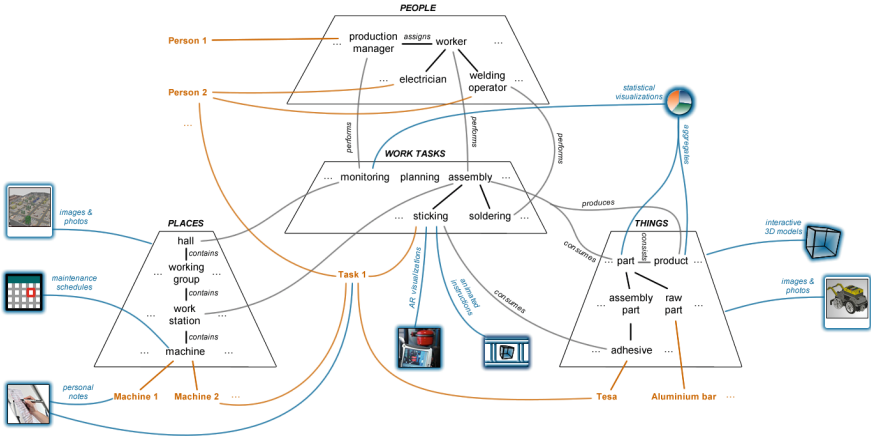 PEOPLE
Person 1
... production manager
assigns
worker
...
... electrician
welding operator
...
Person 2
...
statistical visualizations
performs
performs
performs
aggregates
WORK TASKS
... monitoring planning assembly ...
... sticking soldering ...
produces
consumes
consumes
AR visualizations
animated instructions
images & photos
PLACES
hall
contains
working group
contains
... work station ...
contains
... machine ...
maintenance schedules
personal notes
Machine 1 Machine 2 ...
Task 1
THINGS
... part
consists
product ...
... assembly part
raw part
...
... adhesive ...
interactive 3D models
images & photos
Tesa Aluminium bar ...